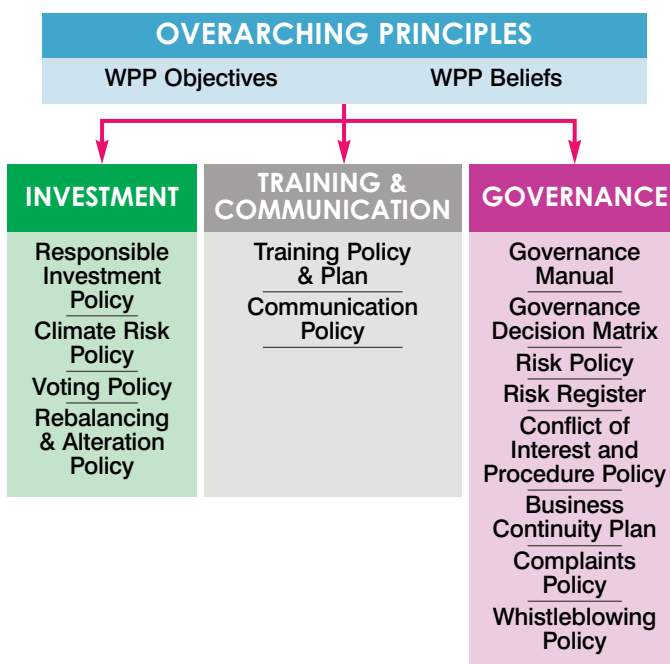 OVERARCHING PRINCIPLES
WPP Objectives WPP Beliefs
INVESTMENT
Responsible
Investment
Policy
Climate Risk
Policy
Voting Policy
Rebalancing
& Alteration
Policy
TRAINING &
COMMUNICATION
Training Policy
& Plan
Communication
Policy
GOVERNANCE
Governance
Manual
Governance
Decision Matrix
Risk Policy
Risk Register
Conflict of
Interest and
Procedure Policy
Business
Continuity Plan
Complaints
Policy
Whistleblowing
Policy